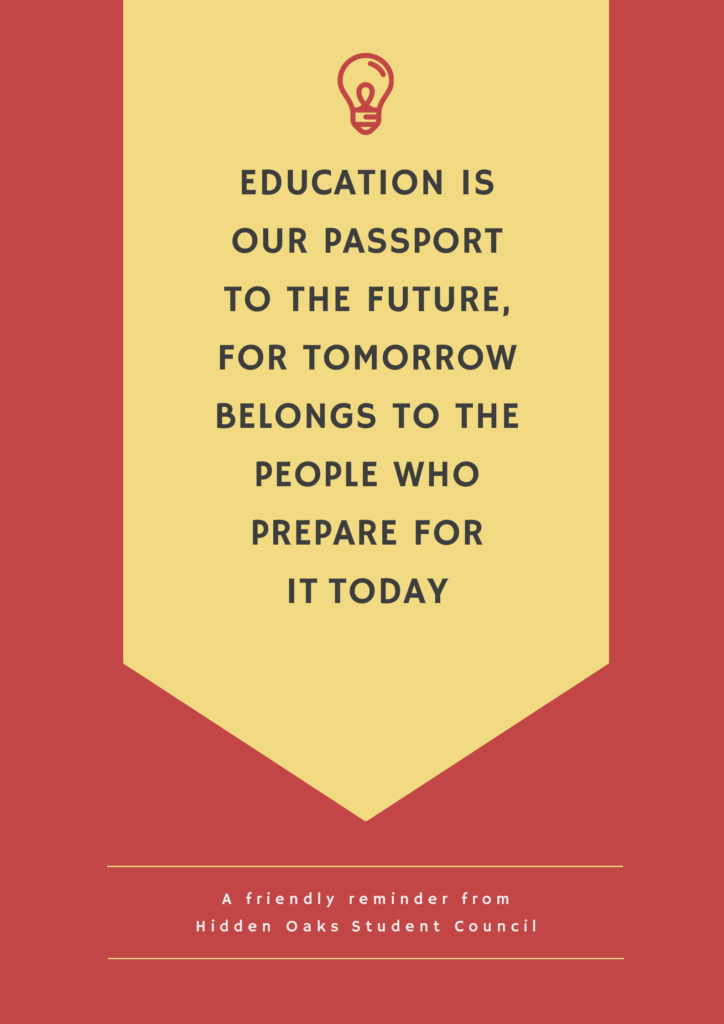 EDUCATION IS
OUR PASSPORT
TO THE FUTURE,
FOR TOMORROW
BELONGS TO THE
PEOPLE WHO
PREPARE FOR
IT TODAY
A friendly reminder from
Hidden Oaks Student Council